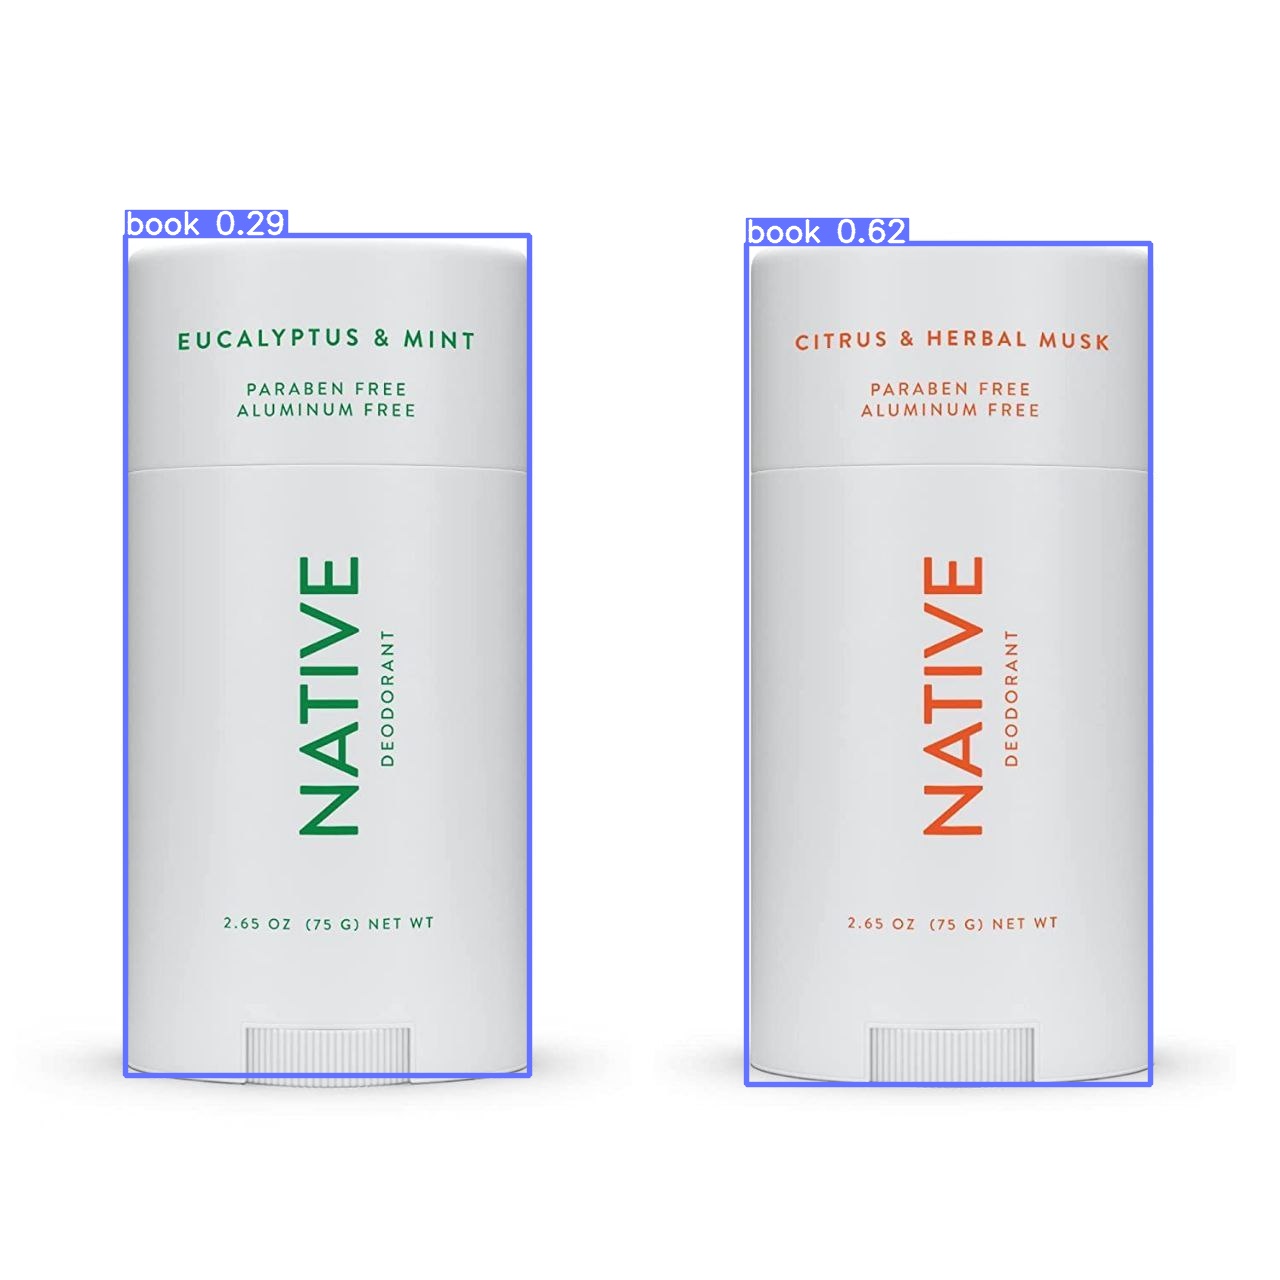 book 0.29
EUCALYPTUS & MINT
PARABEN FREE
ALUMINUM FREE
NATIVE
DEODORANT
2.65 OZ (75 G) NET WT
book 0.62
CITRUS & HERBAL MUSK
PARABEN FREE
ALUMINUM FREE
NATIVE
DEODORANT
2.65 OZ (75 G) NET WT